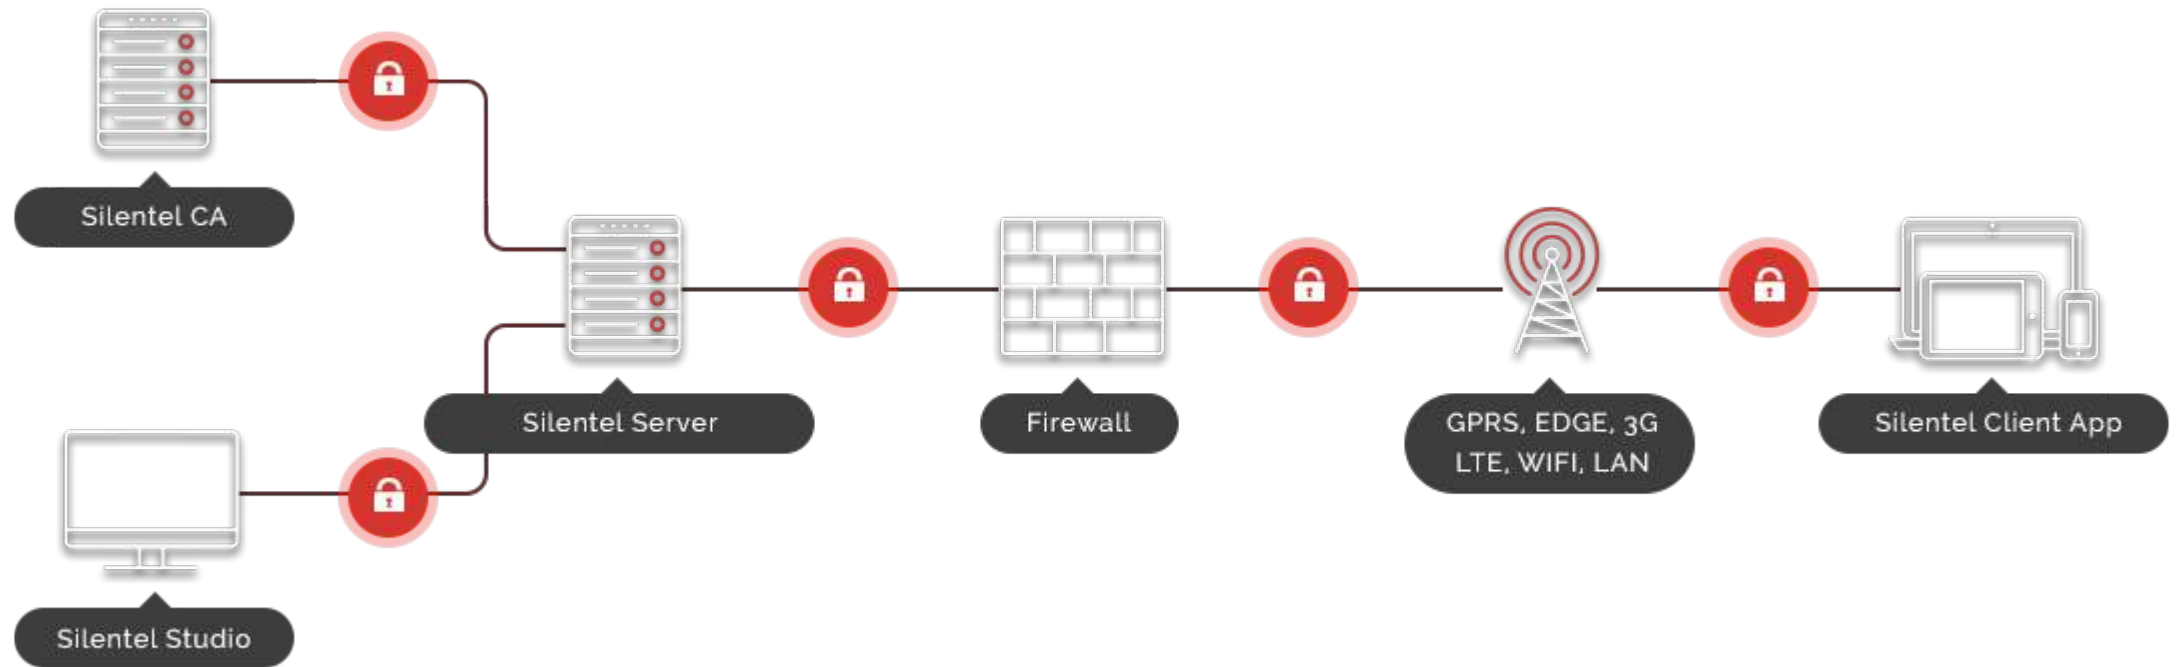 Silentel CA
Silentel Server
Firewall
GPRS, EDGE, 3G
LTE, WIFI, LAN
Silentel Client App
Silentel Studio